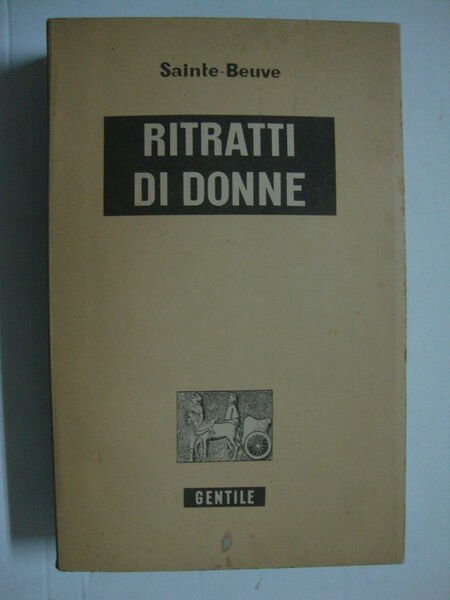 Sainte-Beuve
RITRATTI
DI DONNE
GENTILE